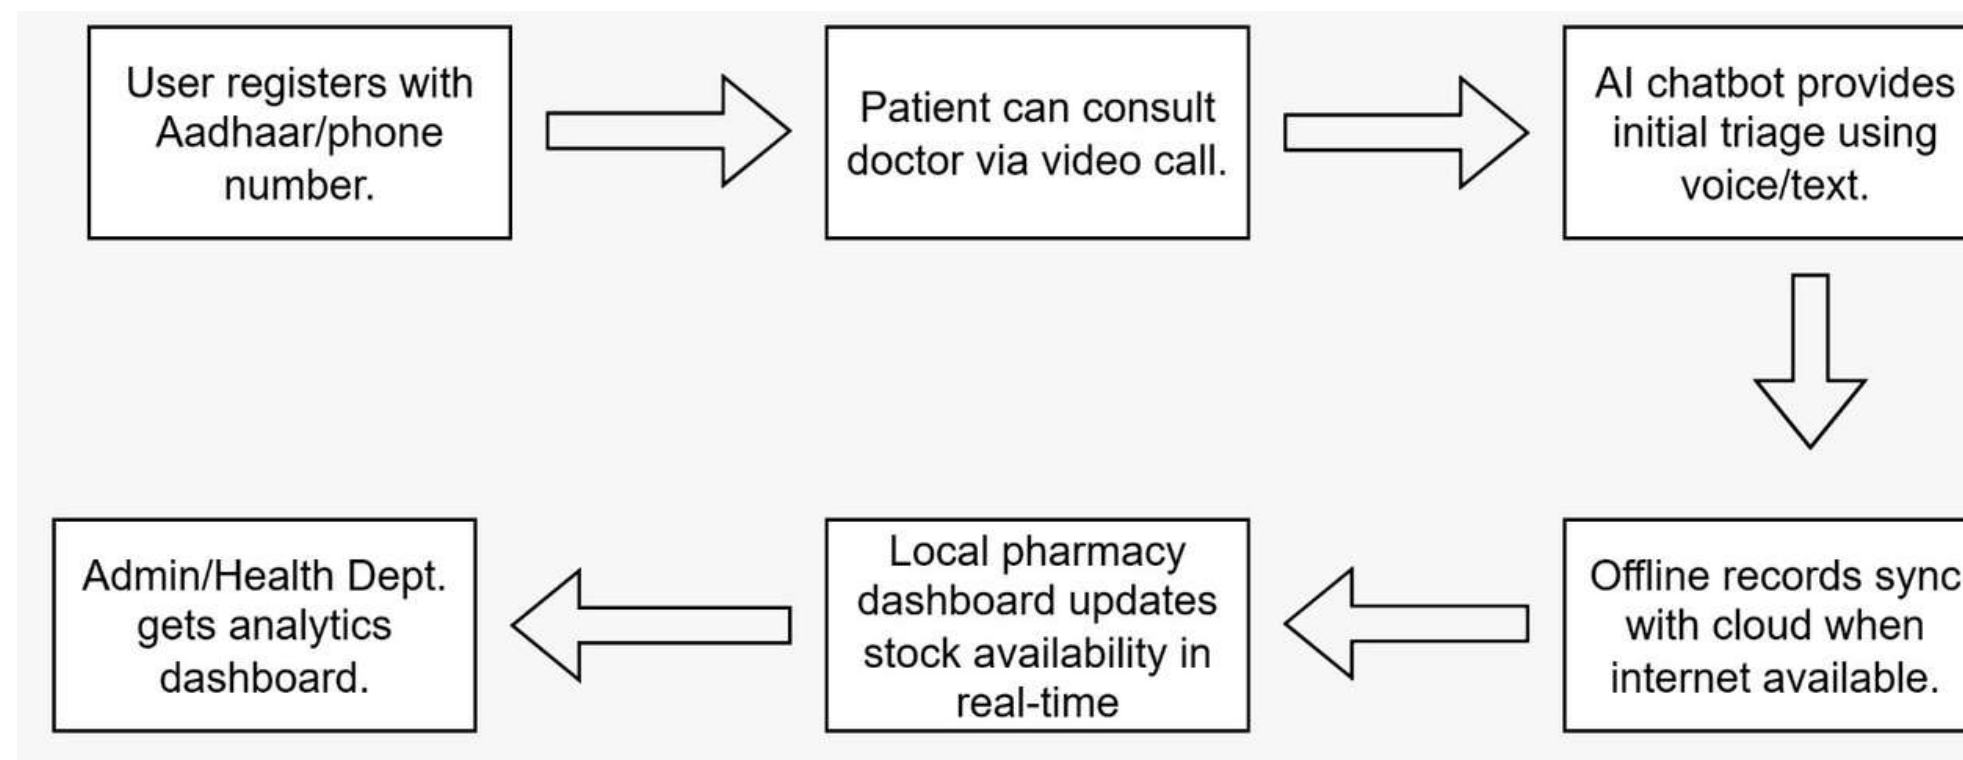 User registers with
Aadhaar/phone
number.
Patient can consult
doctor via video call.
AI chatbot provides
initial triage using
voice/text.
Offline records sync
with cloud when
internet available.
Local pharmacy
dashboard updates
stock availability in
real-time
Admin/Health Dept.
gets analytics
dashboard.